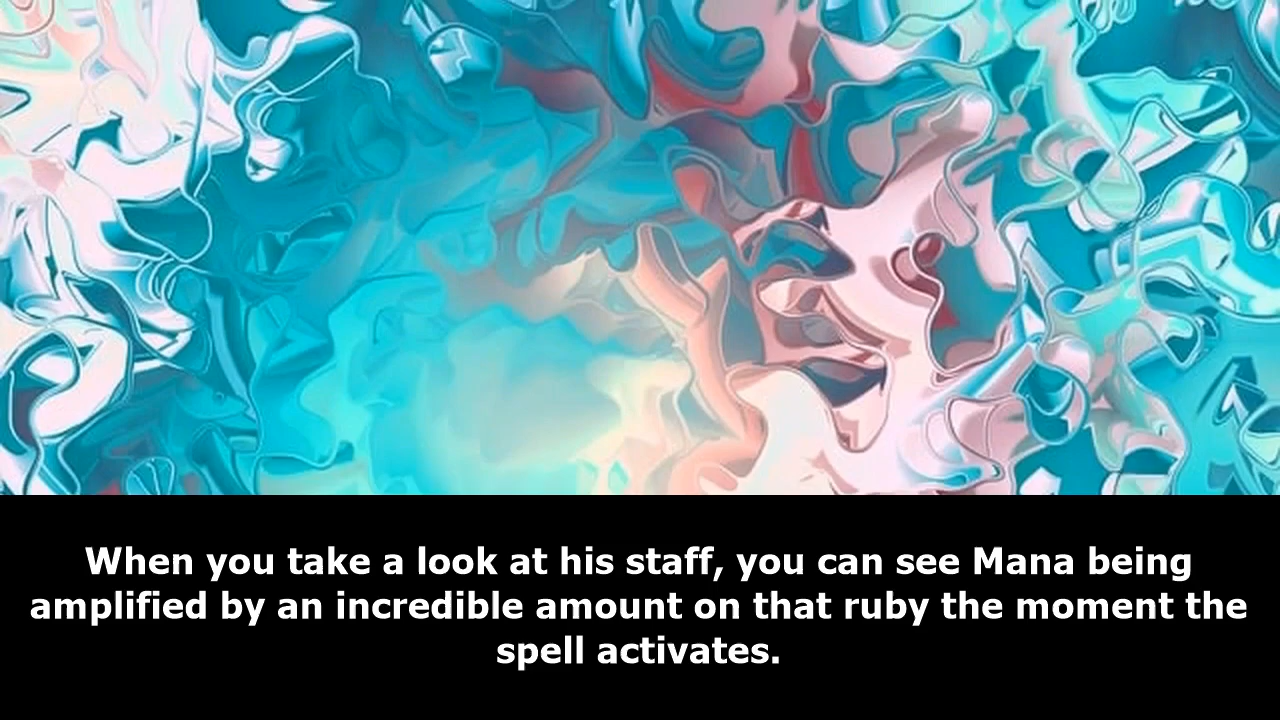 When you take a look at his staff, you can see Mana being
amplified by an incredible amount on that ruby the moment the
spell activates.